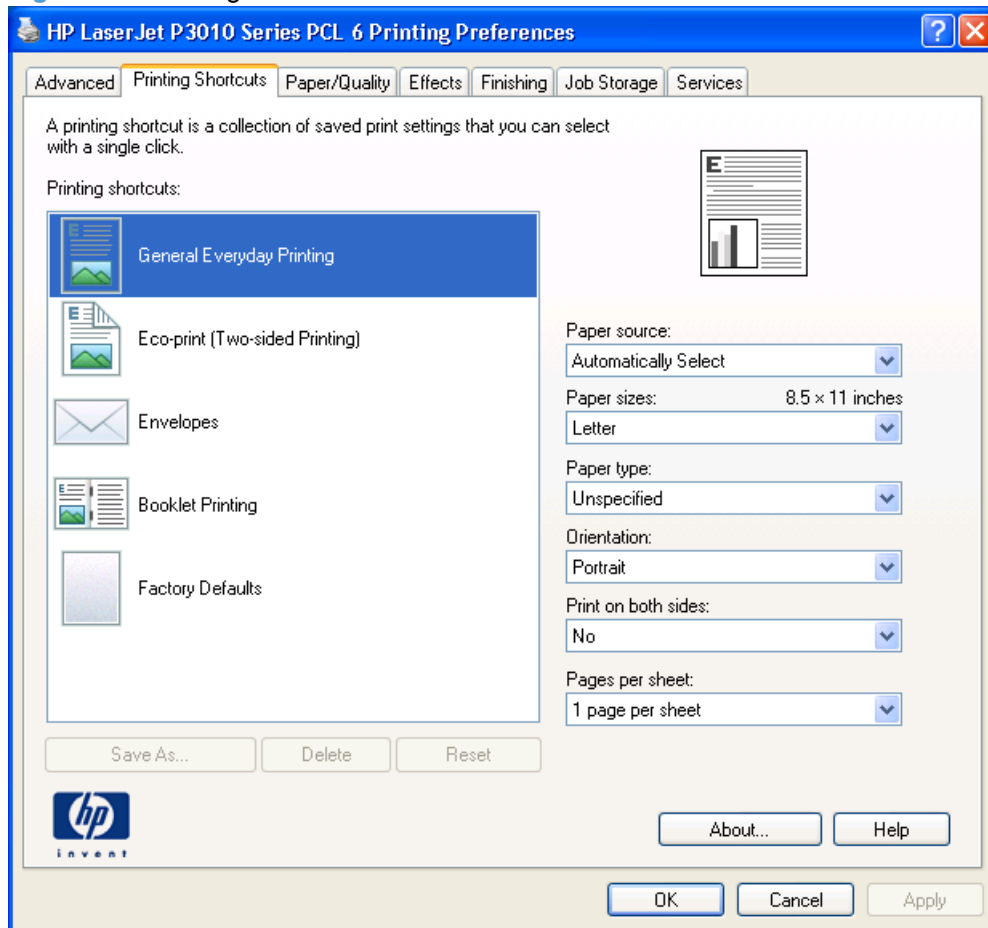 HP LaserJet P3010 Series PCL 6 Printing Preferences
Advanced Printing Shortcuts Paper/Quality Effects Finishing Job Storage Services
A printing shortcut is a collection of saved print settings that you can select
with a single click.
Printing shortcuts:
E
General Everyday Printing
E
Eco-print (Two-sided Printing)
Envelopes
E
Booklet Printing
Factory Defaults
Save As... Delete Reset
E
Paper source:
Automatically Select
Paper sizes: 8.5 × 11 inches
Letter
Paper type:
Unspecified
Orientation:
Portrait
Print on both sides:
No
Pages per sheet:
1 page per sheet
hp
invent
About... Help
OK Cancel Apply